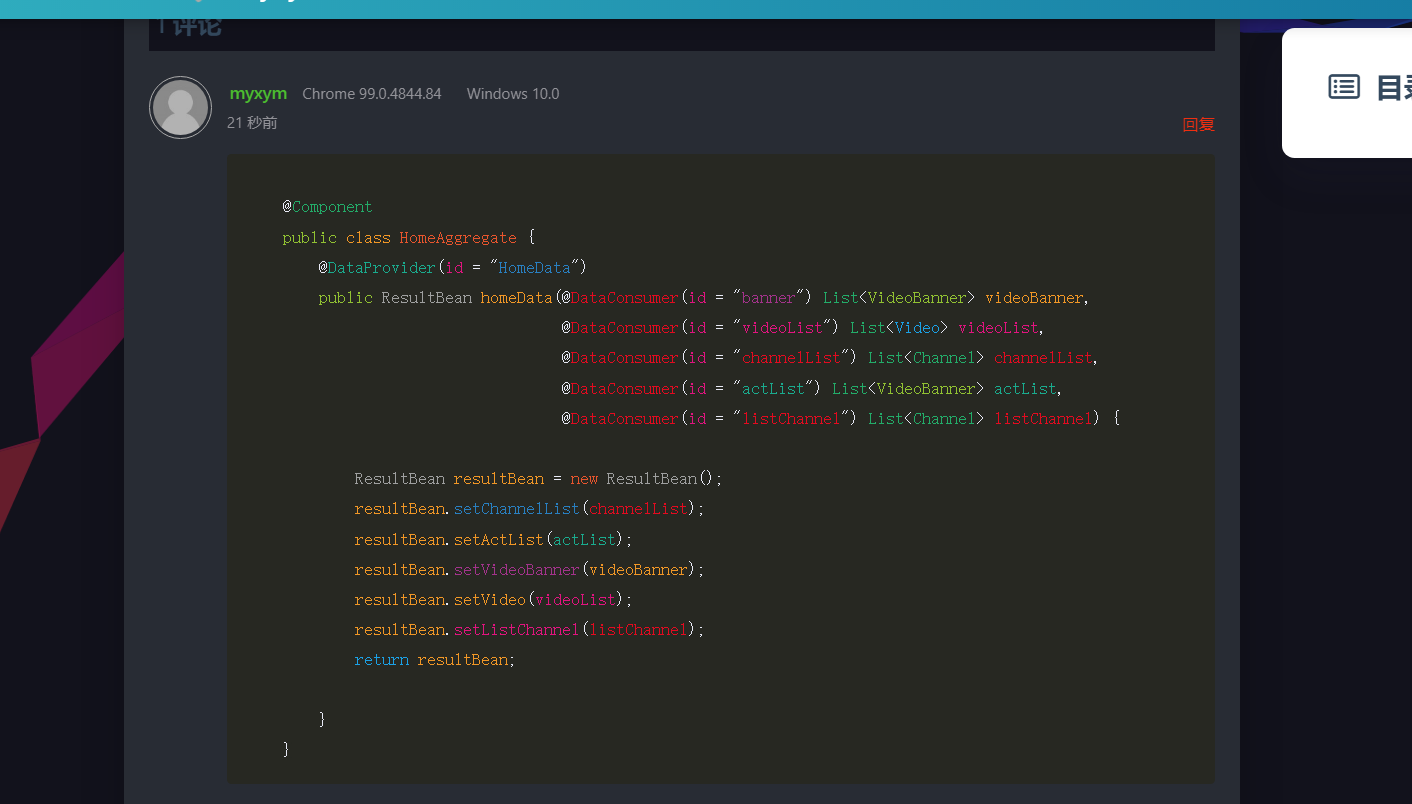 评论
目录
myxym Chrome 99.0.4844.84 Windows 10.0
21 秒前
回复
@Component
public class HomeAggregate {
    @DataProvider(id = "HomeData")
    public ResultBean homeData(@DataConsumer(id = "banner") List<VideoBanner> videoBanner,
                               @DataConsumer(id = "videoList") List<Video> videoList,
                               @DataConsumer(id = "channelList") List<Channel> channelList,
                               @DataConsumer(id = "actList") List<VideoBanner> actList,
                               @DataConsumer(id = "listChannel") List<Channel> listChannel) {
        ResultBean resultBean = new ResultBean();
        resultBean.setChannelList(channelList);
        resultBean.setActList(actList);
        resultBean.setVideoBanner(videoBanner);
        resultBean.setVideo(videoList);
        resultBean.setListChannel(listChannel);
        return resultBean;
    }
}